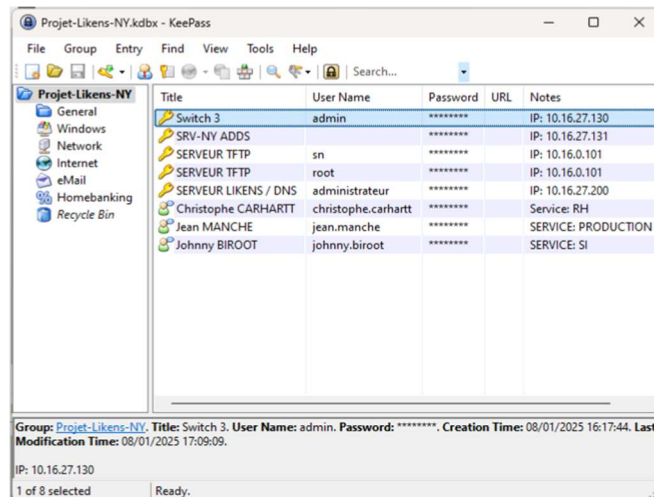 Projet-Likens-NY.kdbx - KeePass
File Group Entry Find View Tools Help
Search...
Projet-Likens-NY
General
Windows
Network
Internet
eMail
Homebanking
Recycle Bin
Title User Name Password URL Notes
Switch 3 admin ******** IP: 10.16.27.130
SRV-NY ADDS ******** IP: 10.16.27.131
SERVEUR TFTP sn ******** IP: 10.16.0.101
SERVEUR TFTP root ******** IP: 10.16.0.101
SERVEUR LIKENS / DNS administrateur ******** IP: 10.16.27.200
Christophe CARHARTT christophe.carhartt ******** Service: RH
Jean MANCHE jean.manche ******** SERVICE: PRODUCTION
Johnny BIROOT johnny.biroot ******** SERVICE: SI
Group: Projet-Likens-NY. Title: Switch 3. User Name: admin. Password: ********. Creation Time: 08/01/2025 16:17:44. Last
Modification Time: 08/01/2025 17:09:09.
IP: 10.16.27.130
1 of 8 selected Ready.